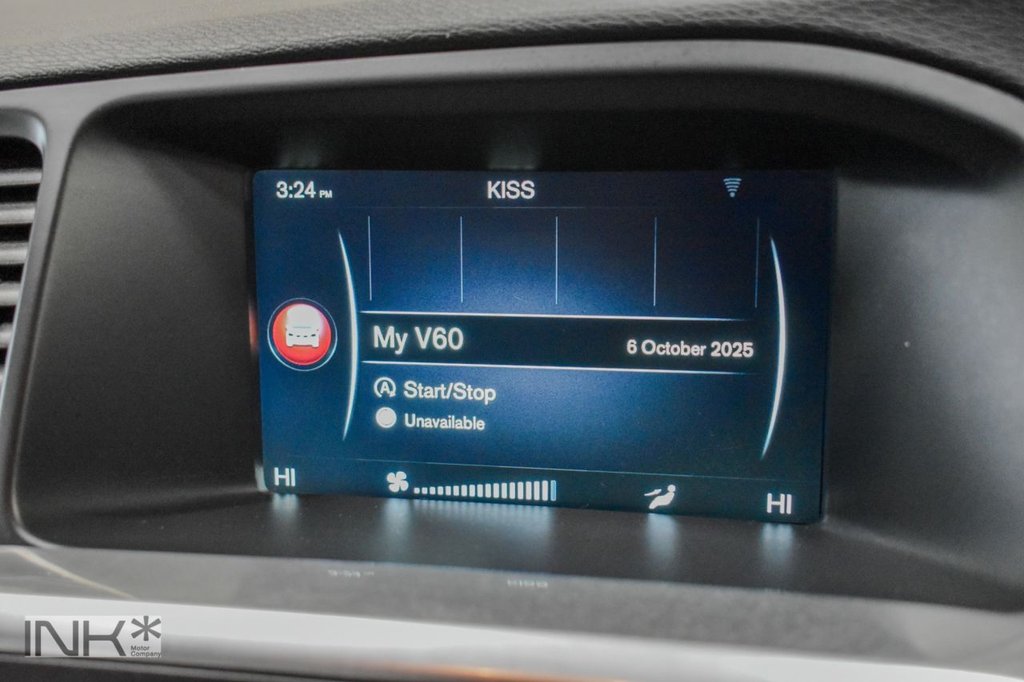 3:24 PM KISS
My V60 6 October 2025
A Start/Stop
Unavailable
HI HI
INK*
Motor
Company